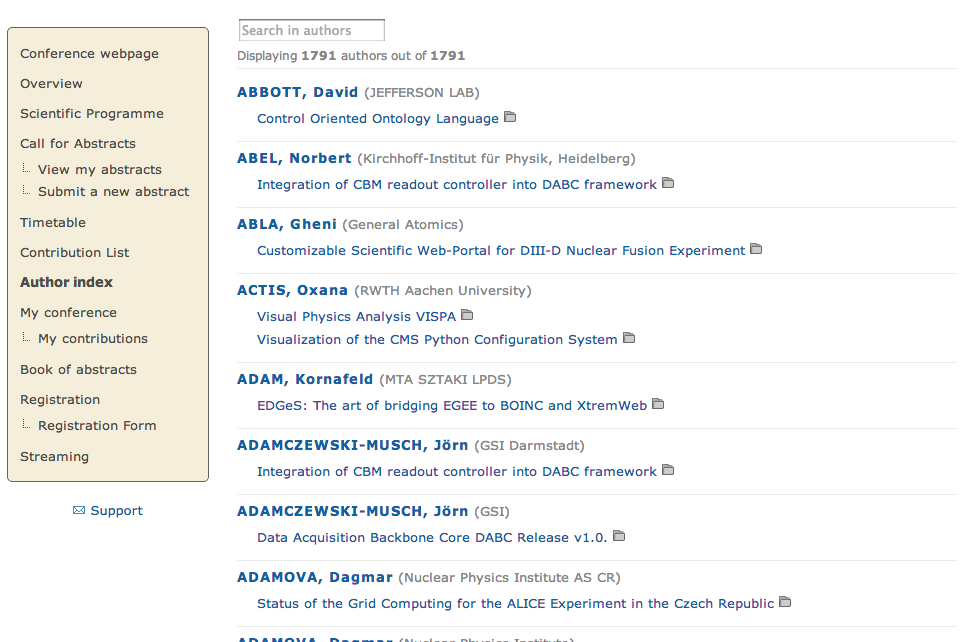 Conference webpage
Overview
Scientific Programme
Call for Abstracts
View my abstracts
Submit a new abstract
Timetable
Contribution List
Author index
My conference
My contributions
Book of abstracts
Registration
Registration Form
Streaming
Support
Search in authors
Displaying 1791 authors out of 1791
ABBOTT, David (JEFFERSON LAB)
Control Oriented Ontology Language
ABEL, Norbert (Kirchhoff-Institut für Physik, Heidelberg)
Integration of CBM readout controller into DABC framework
ABLA, Gheni (General Atomics)
Customizable Scientific Web-Portal for DIII-D Nuclear Fusion Experiment
ACTIS, Oxana (RWTH Aachen University)
Visual Physics Analysis VISPA
Visualization of the CMS Python Configuration System
ADAM, Kornafeld (MTA SZTAKI LPDS)
EDGeS: The art of bridging EGEE to BOINC and XtremWeb
ADAMCZEWSKI-MUSCH, Jörn (GSI Darmstadt)
Integration of CBM readout controller into DABC framework
ADAMCZEWSKI-MUSCH, Jörn (GSI)
Data Acquisition Backbone Core DABC Release v1.0.
ADAMOVA, Dagmar (Nuclear Physics Institute AS CR)
Status of the Grid Computing for the ALICE Experiment in the Czech Republic
ADAMOVA, Dagmar (Nuclear Physics Institute)